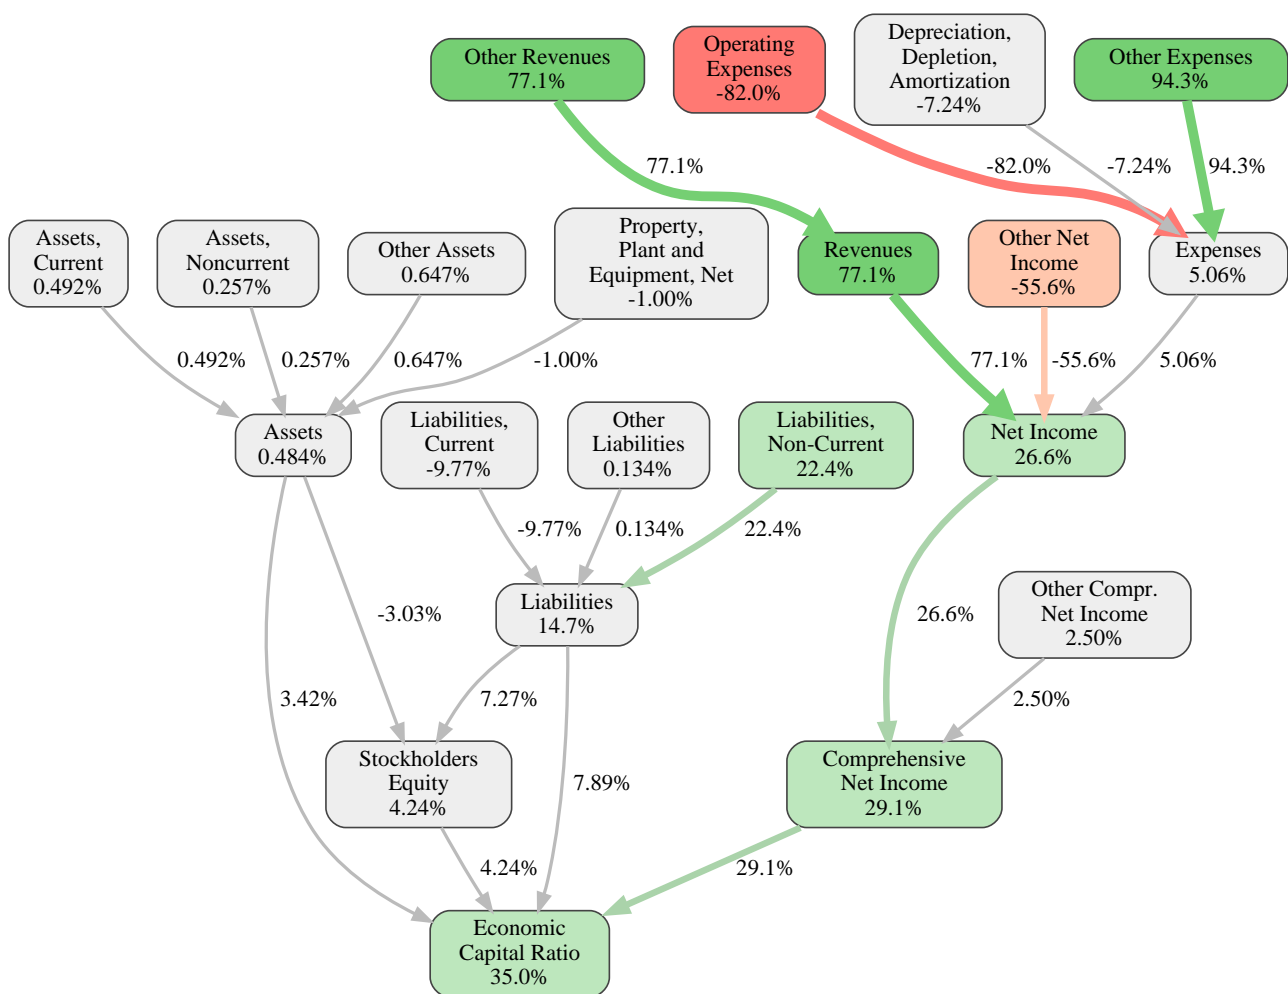 Other Revenues
77.1%
Operating
Expenses
-82.0%
Depreciation,
Depletion,
Amortization
-7.24%
Other Expenses
94.3%
77.1%
-82.0%
-7.24%
94.3%
Assets,
Current
0.492%
Assets,
Noncurrent
0.257%
Other Assets
0.647%
Property,
Plant and
Equipment, Net
-1.00%
Revenues
77.1%
Other Net
Income
-55.6%
Expenses
5.06%
0.492%
0.257%
0.647%
-1.00%
77.1%
-55.6%
5.06%
Assets
0.484%
Liabilities,
Current
-9.77%
Other
Liabilities
0.134%
Liabilities,
Non-Current
22.4%
Net Income
26.6%
-9.77%
0.134%
22.4%
Liabilities
14.7%
Other Compr.
Net Income
2.50%
-3.03%
26.6%
3.42%
7.27%
2.50%
Stockholders
Equity
4.24%
7.89%
Comprehensive
Net Income
29.1%
4.24%
29.1%
Economic
Capital Ratio
35.0%